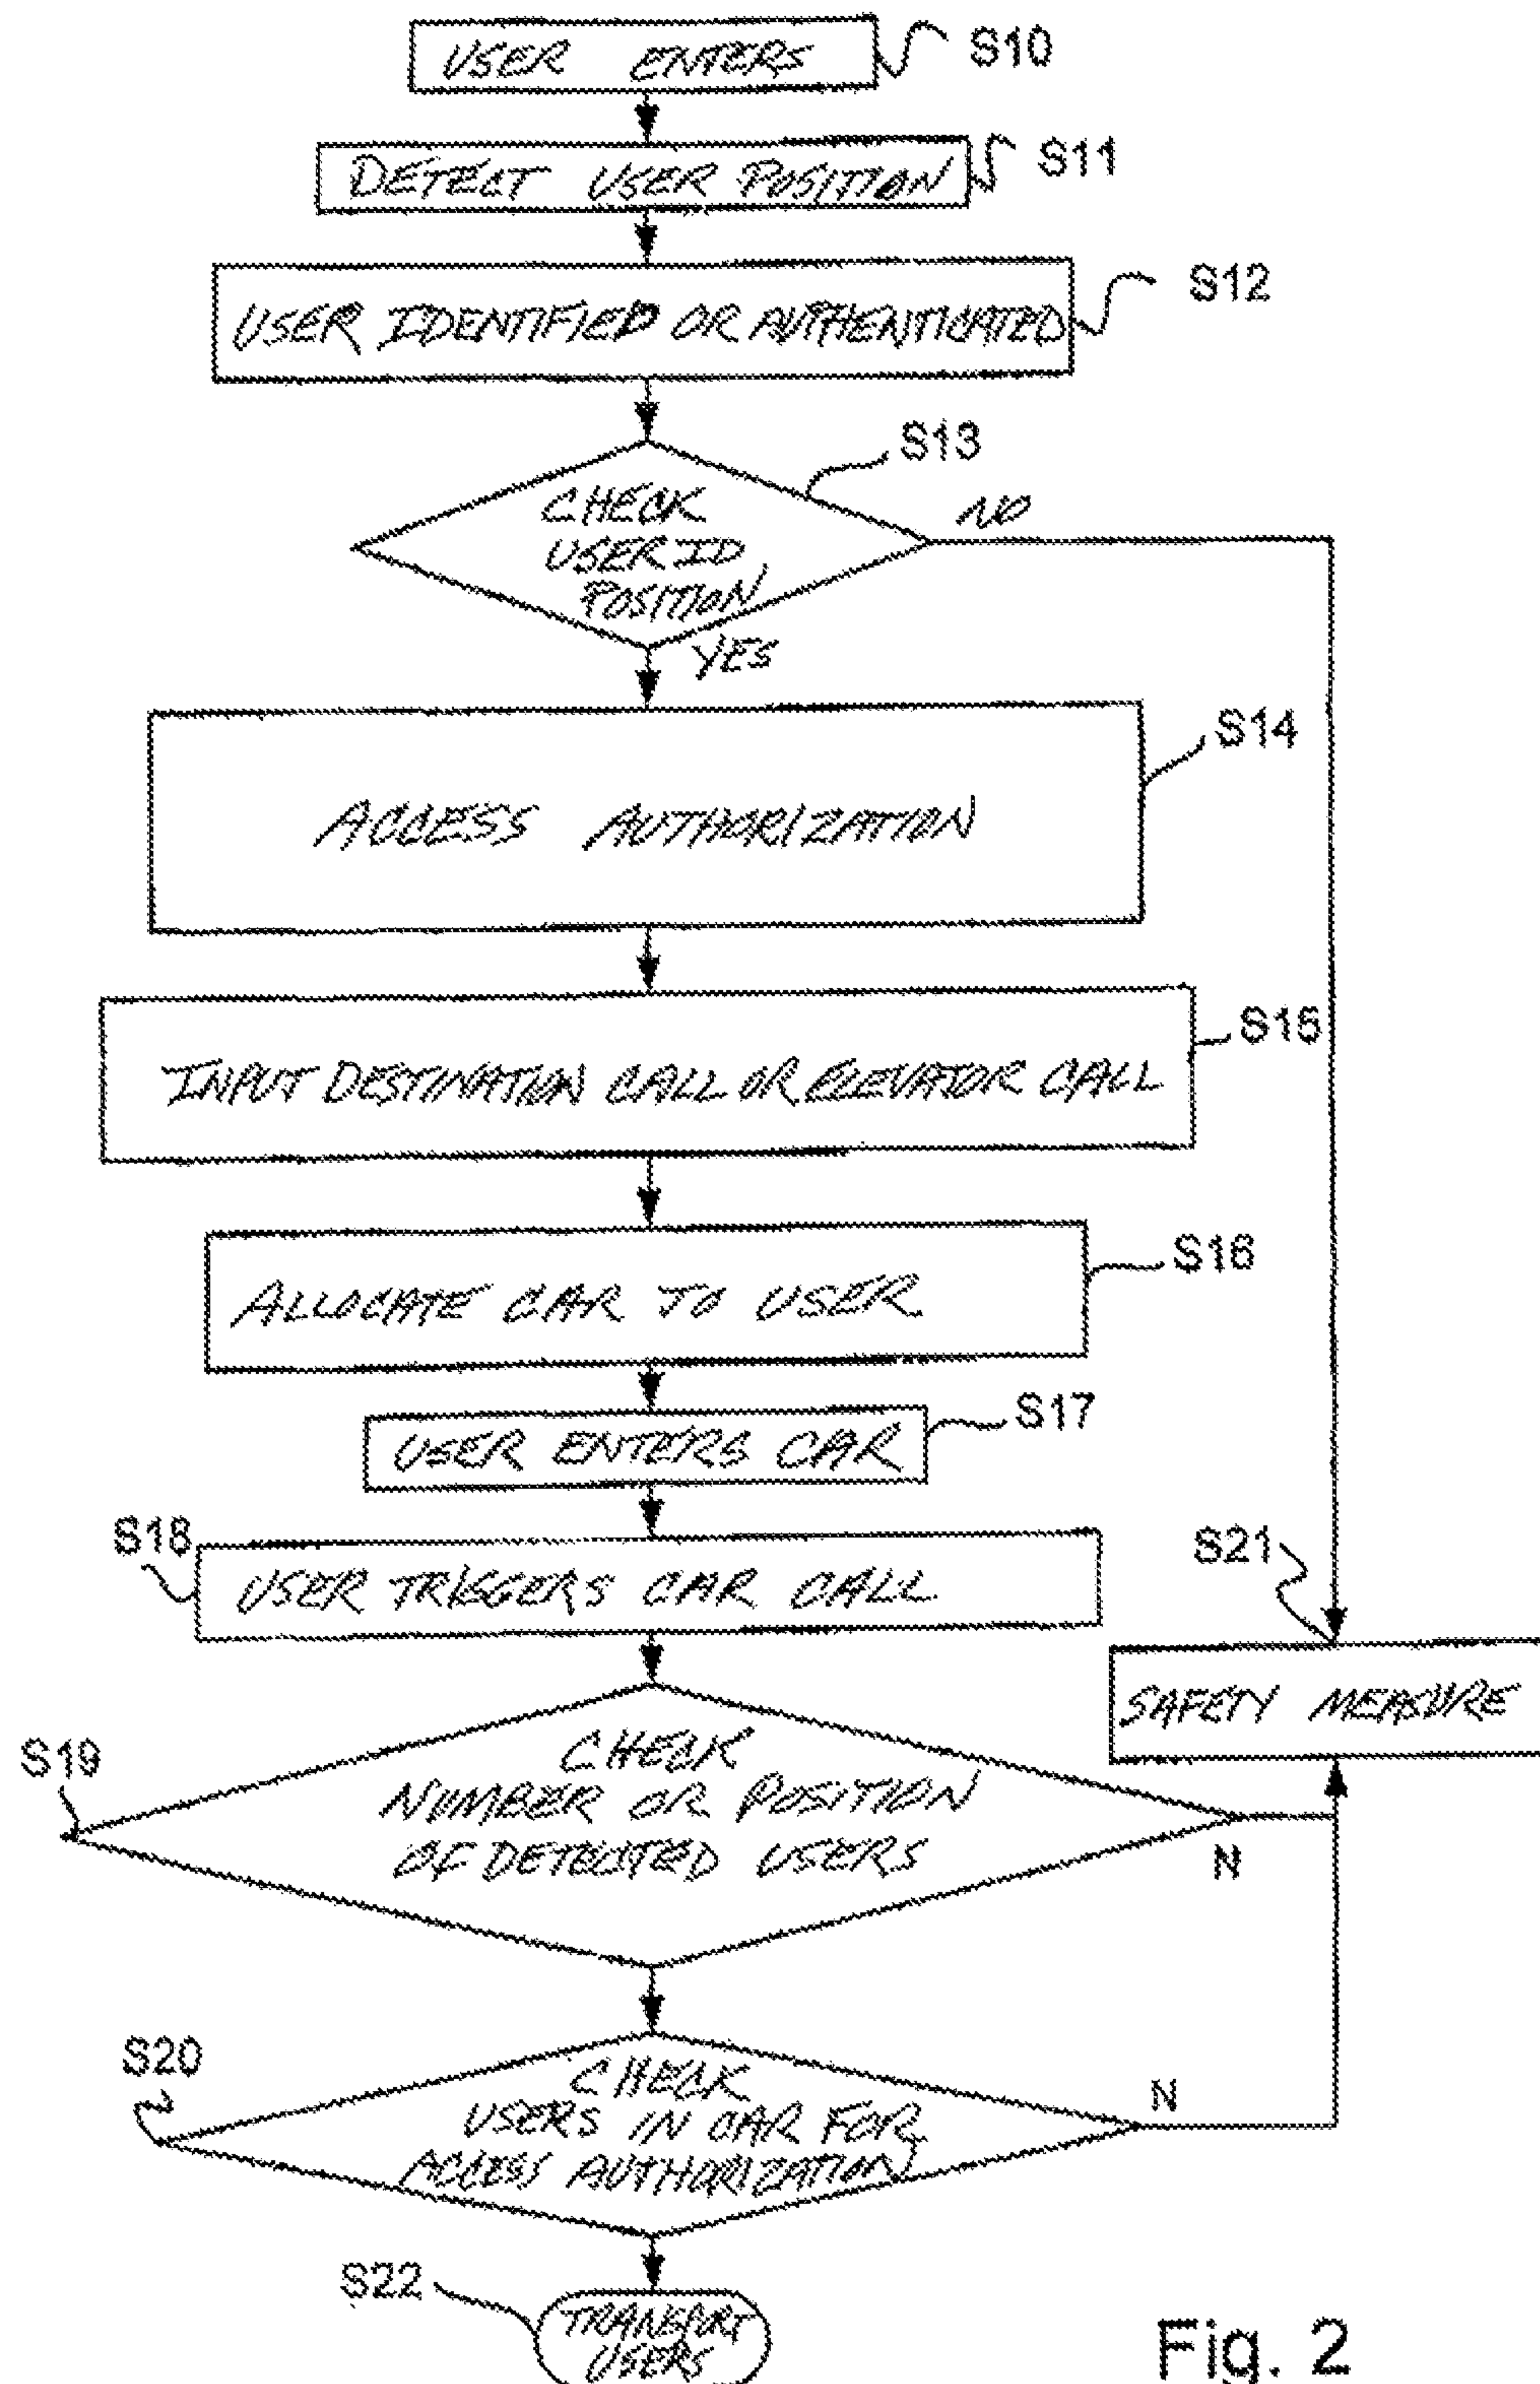 USER ENTERS
S10
DETECT USER POSITION
S11
USER IDENTIFIED OR AUTHENTICATED
S12
S13
CHECK
USER ID,
POSITION
NO
YES
S14
ACCESS AUTHORIZATION
S15
INPUT DESTINATION CALL OR ELEVATOR CALL
S16
ALLOCATE CAR TO USER
S17
USER ENTERS CAR
S18
USER TRIGGERS CAR CALL
S21
SAFETY MEASURE
S19
CHECK
NUMBER OR POSITION
OF DETECTED USERS
N
S20
CHECK
USERS IN CAR FOR
ACCESS AUTHORIZATION
N
S22
TRANSPORT
USERS
Fig. 2